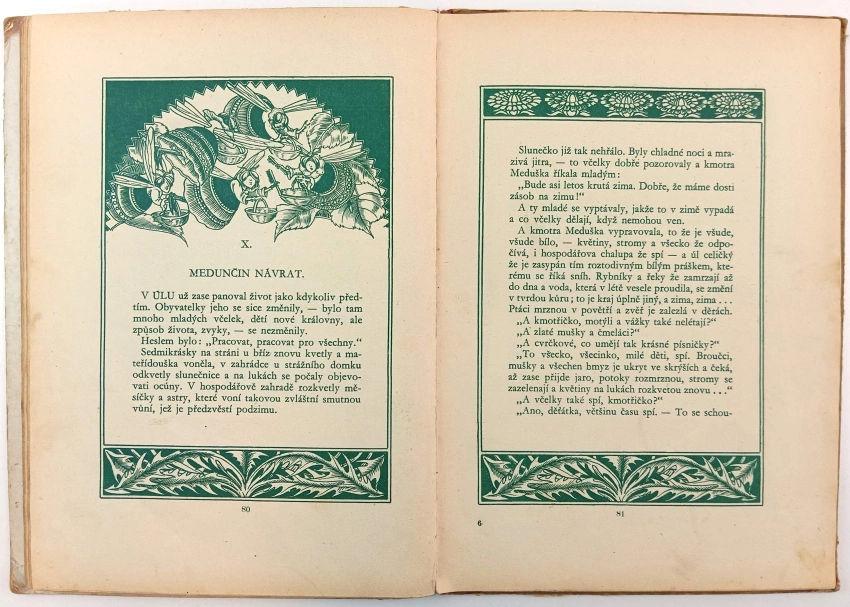 X.
MEDUNČIN NÁVRAT.
V ÚLU už zase panoval život jako kdykoliv před-
tím. Obyvatelky jeho se sice změnily, — bylo tam
mnoho mladých včelek, dětí nové královny, ale
způsob života, zvyky, — se nezměnily.
Heslem bylo: „Pracovat, pracovat pro všechny.“
Sedmikrásky na stráni u bříz znovu kvetly a ma-
teřídouška voněla, v zahrádce u strážního domku
odkvetly slunečnice a na lukách se počaly objevo-
vati ocúny. V hospodářově zahradě rozkvetly mě-
síčky a astry, které voní takovou zvláštní smutnou
vůní, jež je předzvěstí podzimu.
80
Slunečko již tak nehřálo. Byly chladné noci a mra-
zivá jitra, — to včelky dobře pozorovaly a kmotra
Meduška říkala mladým:
„Bude asi letos krutá zima. Dobře, že máme dosti
zásob na zimu!“
A ty mladé se vyptávaly, jakže to v zimě vypadá
a co včelky dělají, když nemohou ven.
A kmotra Meduška vypravovala, to že je všude,
všude bílo, — květiny, stromy a všecko že odpo-
čívá, i hospodářova chalupa že spí — a úl celičký
že je zasypán tím roztodivným bílým práškem, kte-
rému se říká sníh. Rybníky a řeky že zamrzají až
do dna a voda, která v létě vesele proudila, se změní
v tvrdou kůru; to je kraj úplně jiný, a zima, zima ...
Ptáci mrznou v povětří a zvěř je zalezlá v děrách.
„A kmotřičko, motýli a vážky také nelétají?“
„A zlaté mušky a čmeláci?“
„A cvrčkové, co umějí tak krásné písničky?“
„To všecko, všecinko, milé děti, spí. Broučci,
mušky a všechen hmyz je ukryt ve skrýších a čeká,
až zase přijde jaro, potoky rozmrznou, stromy se
zazelenají a květiny na lukách rozkvetou znovu ...“
„A včelky také spí, kmotřičko?“
„Ano, děťátka, většinu času spí. — To se schou-
81
6